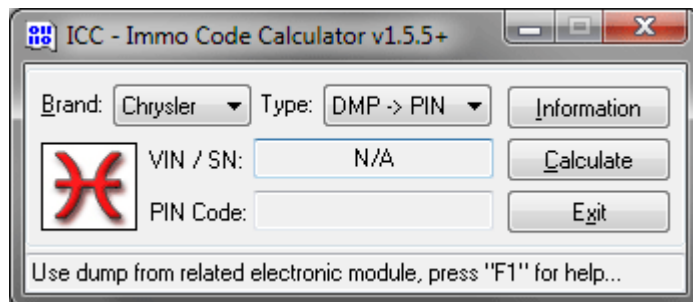 ICC - Immo Code Calculator v1.5.5+
Brand: Chrysler Type: DMP -> PIN Information
VIN / SN: N/A Calculate
PIN Code: Exit
Use dump from related electronic module, press "F1" for help...